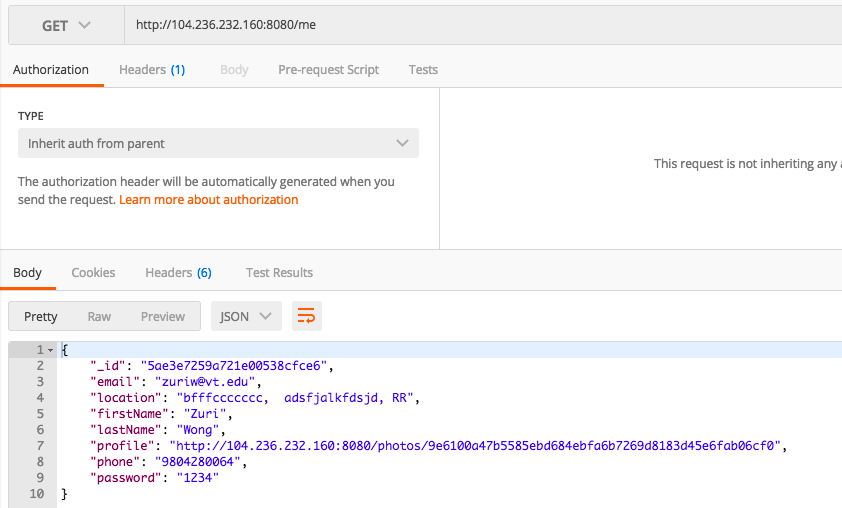 GET http://104.236.232.160:8080/me
Authorization Headers (1) Body Pre-request Script Tests
TYPE
Inherit auth from parent
The authorization header will be automatically generated when you
send the request. Learn more about authorization
This request is not inheriting any a
Body Cookies Headers (6) Test Results
Pretty Raw Preview JSON
1 {
2 "_id": "5ae3e7259a721e00538cfce6",
3 "email": "zuriw@vt.edu",
4 "location": "bfffccccccc,  adsfjalkfdsjd, RR",
5 "firstName": "Zuri",
6 "lastName": "Wong",
7 "profile": "http://104.236.232.160:8080/photos/9e6100a47b5585ebd684ebfa6b7269d8183d45e6fab06cf0",
8 "phone": "9804280064",
9 "password": "1234"
10 }